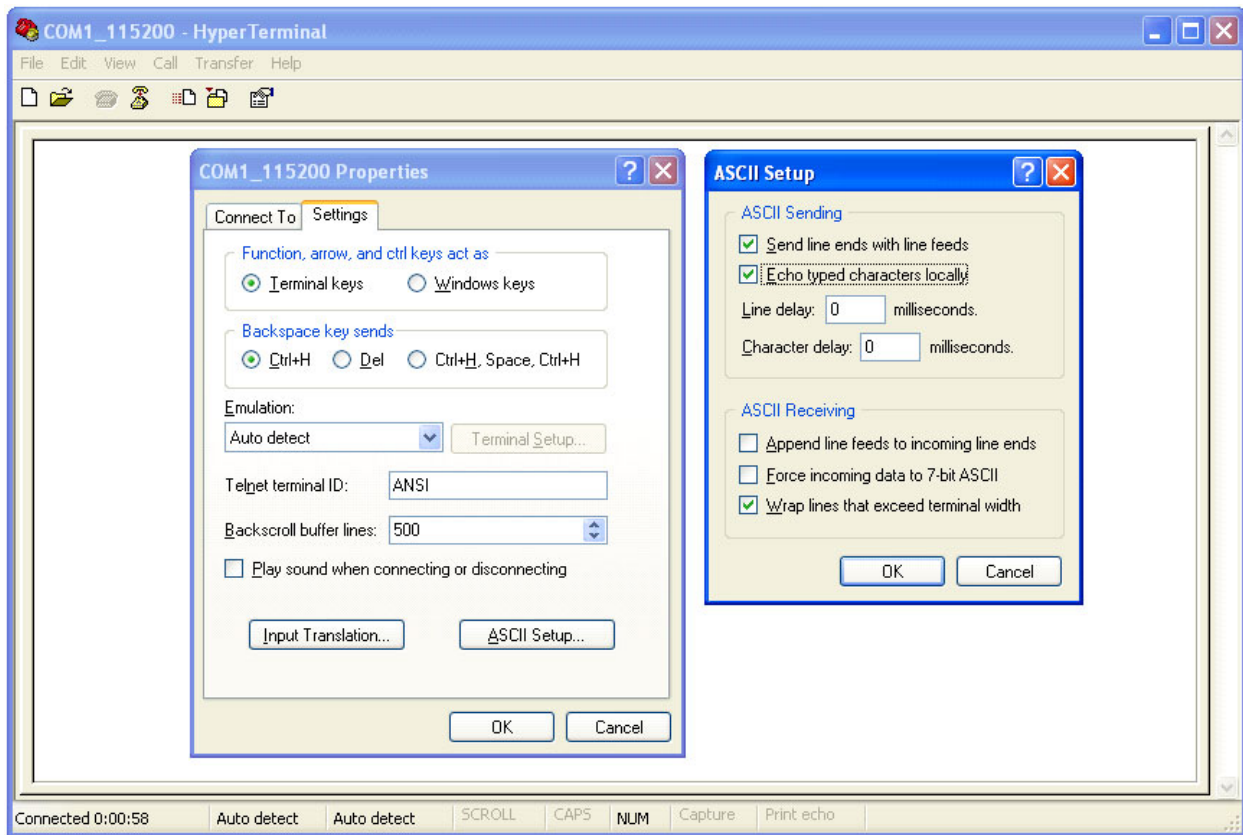 COM1_115200 - HyperTerminal
File Edit View Call Transfer Help
COM1_115200 Properties
Connect To Settings
Function, arrow, and ctrl keys act as
Terminal keys Windows keys
Backspace key sends
Ctrl+H Del Ctrl+H, Space, Ctrl+H
Emulation:
Auto detect Terminal Setup...
Telnet terminal ID: ANSI
Backscroll buffer lines: 500
Play sound when connecting or disconnecting
Input Translation... ASCII Setup...
OK Cancel
ASCII Setup
ASCII Sending
Send line ends with line feeds
Echo typed characters locally
Line delay: 0 milliseconds.
Character delay: 0 milliseconds.
ASCII Receiving
Append line feeds to incoming line ends
Force incoming data to 7-bit ASCII
Wrap lines that exceed terminal width
OK Cancel
Connected 0:00:58 Auto detect Auto detect SCROLL CAPS NUM Capture Print echo